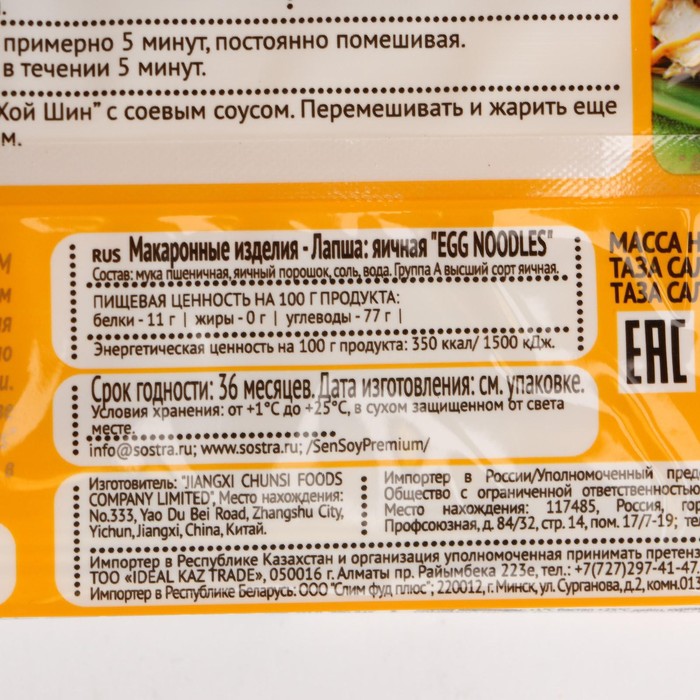 примерно 5 минут, постоянно помешивая.
в течении 5 минут.
Хой Шин" с соевым соусом. Перемешивать и жарить еще
м.
RUS Макаронные изделия - Лапша: яичная "EGG NOODLES"
Состав: мука пшеничная, яичный порошок, соль, вода. Группа А высший сорт яичная.
ПИЩЕВАЯ ЦЕННОСТЬ НА 100 Г ПРОДУКТА:
белки - 11 г | жиры - 0 г | углеводы - 77 г |
Энергетическая ценность на 100 г продукта: 350 ккал/ 1500 кДж.
Срок годности: 36 месяцев. Дата изготовления: см. упаковке.
Условия хранения: от +1°С до +25°С, в сухом защищенном от света
месте.
info@sostra.ru; www.sostra.ru; /SenSoyPremium/
МАССА Н
ТАЗА САЛ
ТАЗА САЛ
EAC
Изготовитель: "JIANGXI CHUNSI FOODS
COMPANY LIMITED", Место нахождения:
No.333, Yao Du Bei Road, Zhangshu City,
Yichun, Jiangxi, China, Китай.
Импортер в России/Уполномоченный предс
Общество с ограниченной ответственностью
Место нахождения: 117485, Россия, гор
Профсоюзная, д. 84/32, стр. 14, пом. 17/7-19; те
Импортер в Республике Казахстан и организация уполномоченная принимать претенз
ТОО «IDEAL KAZ TRADE», 050016 г. Алматы пр. Райымбека 223е, тел.: +7(727)297-41-47.
Импортер в Республике Беларусь: ООО "Слим фуд плюс"; 220012, г. Минск, ул. Сурганова, д.2, комн.013